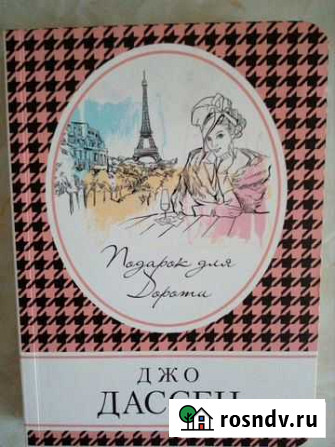 Подарок для
Дороти
ДЖО
ДАССЕН
rosndv.ru